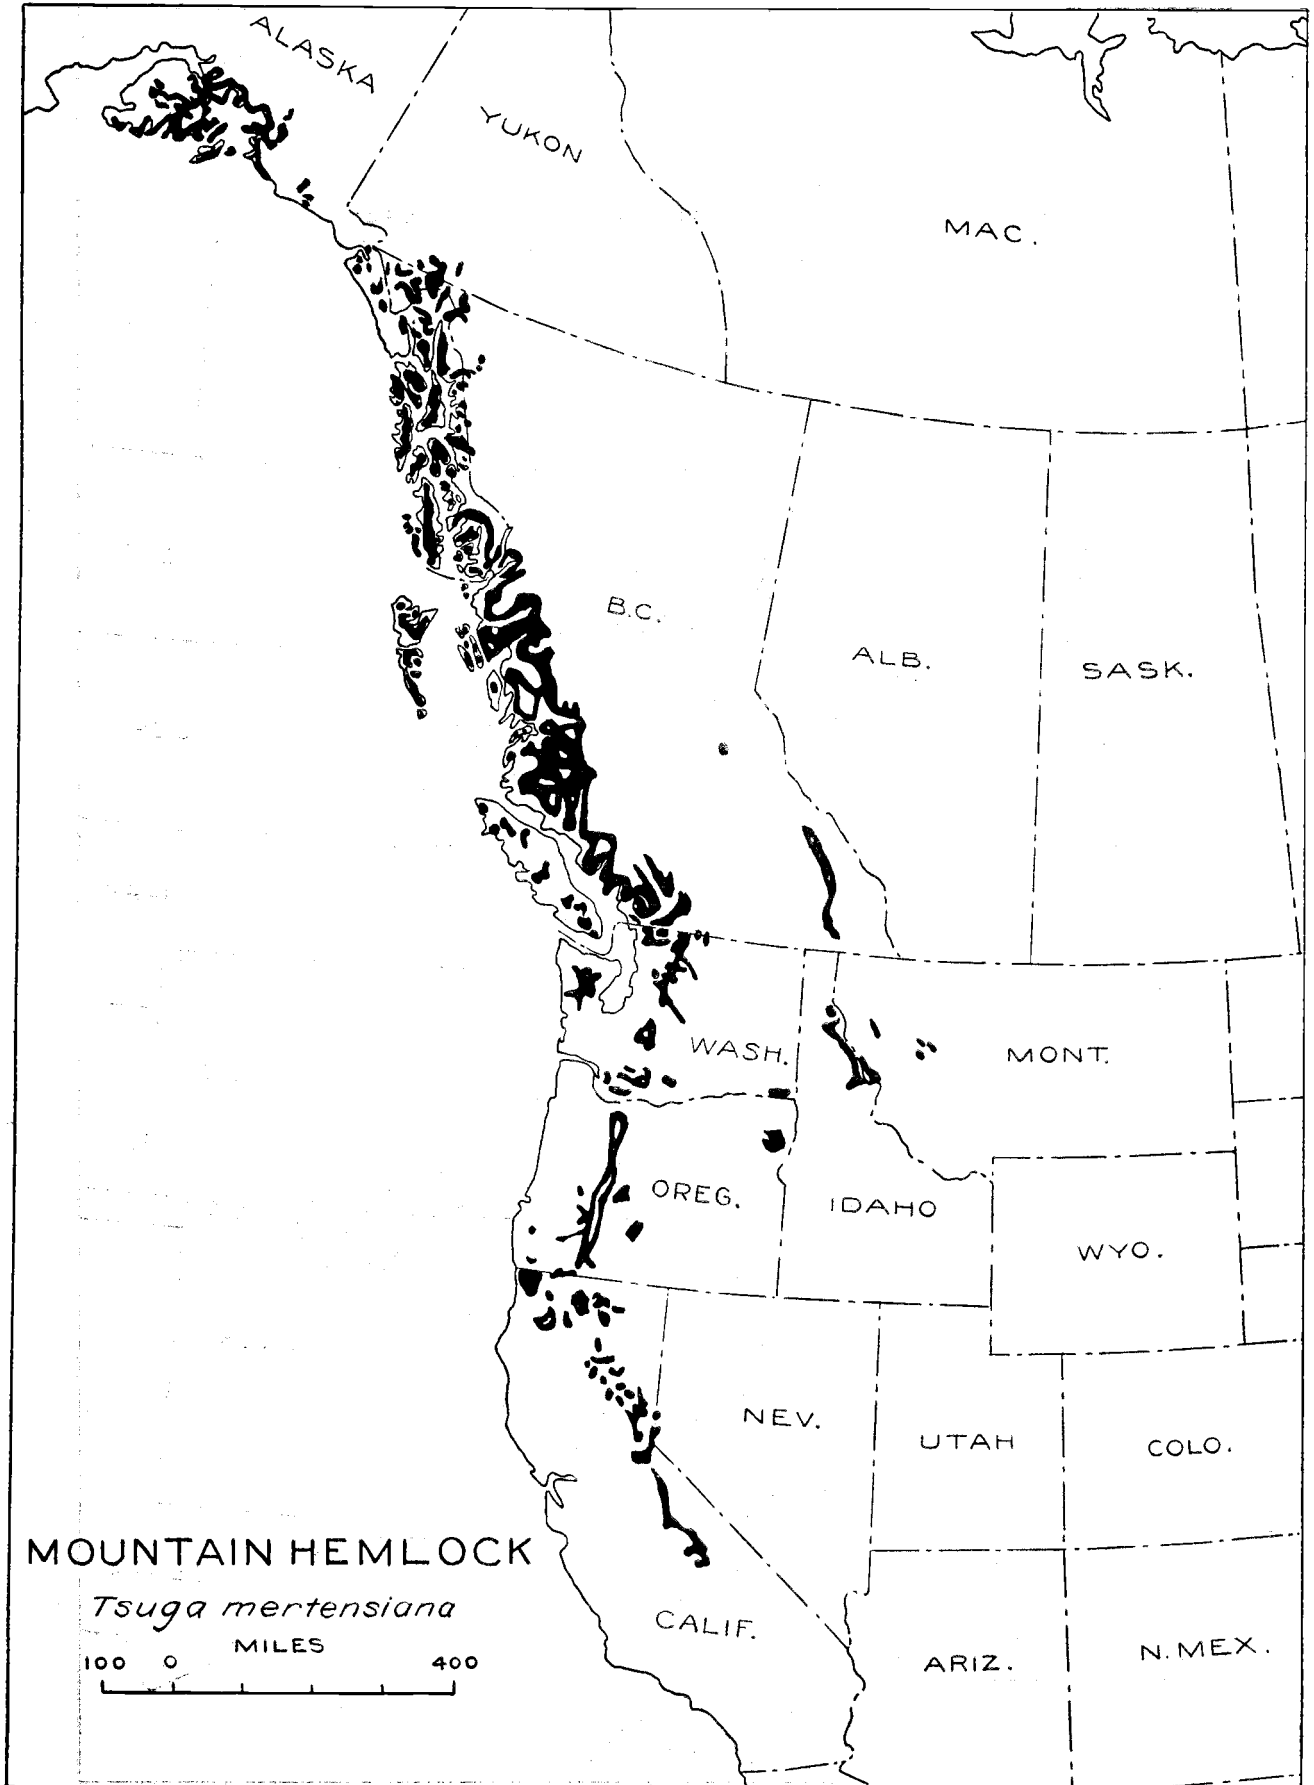 ALASKA
YUKON
MAC.
B.C.
ALB.
SASK.
WASH.
MONT.
OREG.
IDAHO
WYO.
NEV.
UTAH
COLO.
MOUNTAIN HEMLOCK
Tsuga mertensiana
MILES
100 0 400
CALIF.
ARIZ.
N. MEX.